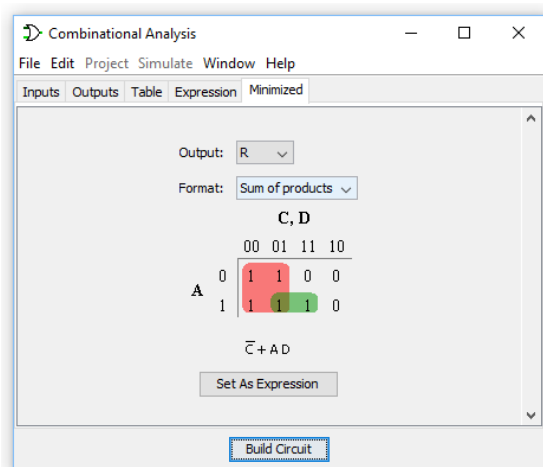 Combinational Analysis
File Edit Project Simulate Window Help
Inputs Outputs Table Expression Minimized
Output: R
Format: Sum of products
C, D
00 01 11 10
0 1 1 0 0
A
1 1 1 1 0
C̅ + A D
Set As Expression
Build Circuit